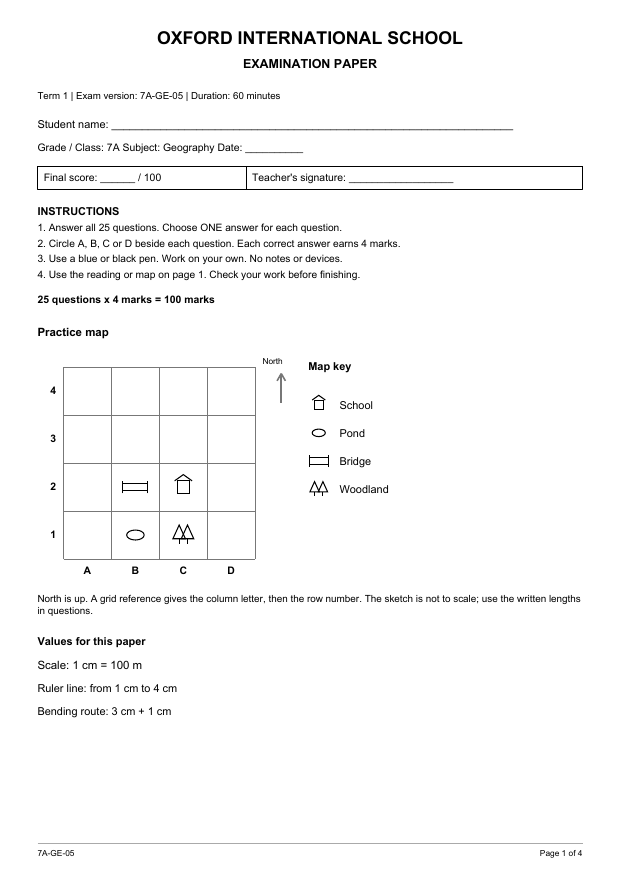 OXFORD INTERNATIONAL SCHOOL
EXAMINATION PAPER
Term 1 | Exam version: 7A-GE-05 | Duration: 60 minutes
Student name: _______________________________________________________________
Grade / Class: 7A Subject: Geography Date: _________
Final score: ______ / 100
Teacher's signature: __________________
INSTRUCTIONS
1. Answer all 25 questions. Choose ONE answer for each question.
2. Circle A, B, C or D beside each question. Each correct answer earns 4 marks.
3. Use a blue or black pen. Work on your own. No notes or devices.
4. Use the reading or map on page 1. Check your work before finishing.
25 questions x 4 marks = 100 marks
Practice map
North
Map key
4
School
3
Pond
Bridge
2
Woodland
1
A B C D
North is up. A grid reference gives the column letter, then the row number. The sketch is not to scale; use the written lengths
in questions.
Values for this paper
Scale: 1 cm = 100 m
Ruler line: from 1 cm to 4 cm
Bending route: 3 cm + 1 cm
7A-GE-05
Page 1 of 4